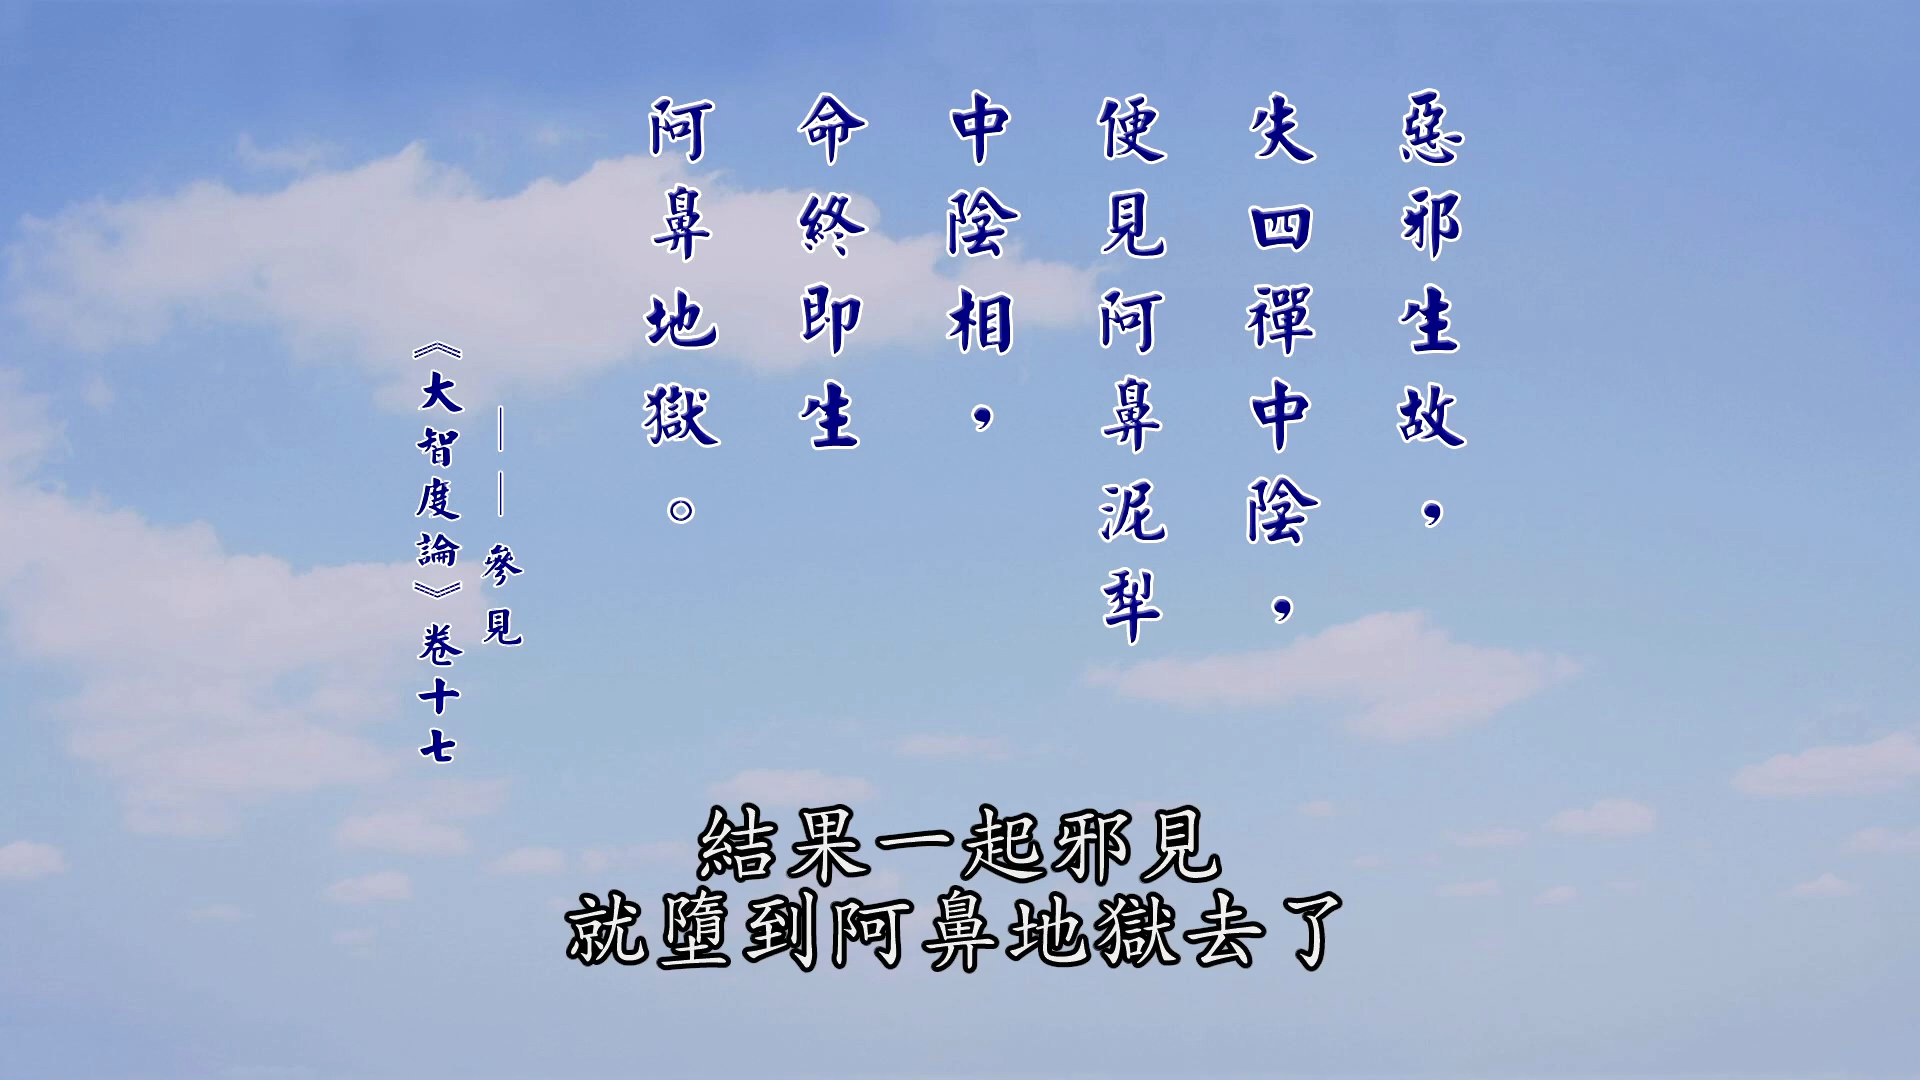 惡邪生故，
失四禪中陰，
便見阿鼻泥犁
中陰相，
命終即生
阿鼻地獄。
——參見
《大智度論》卷十七
結果一起邪見
就墮到阿鼻地獄去了